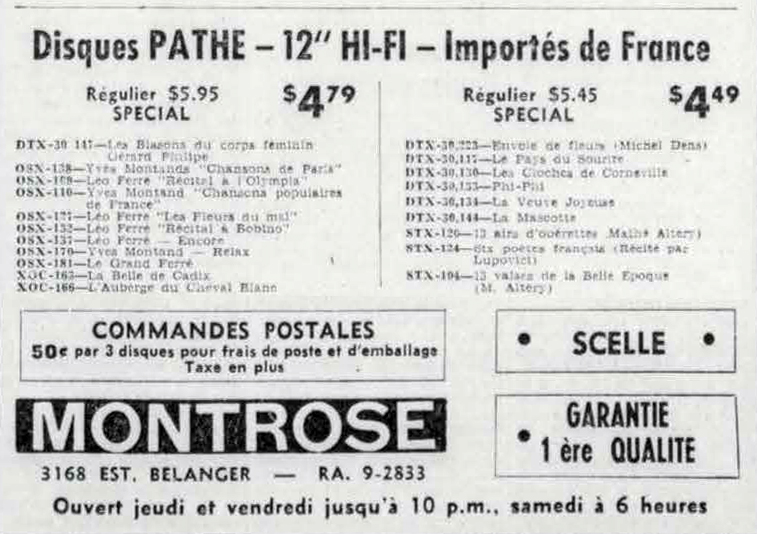 Disques PATHE – 12" HI-FI – Importés de France
Régulier $5.95 $4 79
SPECIAL
DTX-30 147—Les Blasons du corps féminin
Gérard Philipe
OSX-138—Yves Montands "Chansons de Paris"
OSX-168—Léo Ferré "Récital à l'Olympia"
OSX-110—Yves Montand "Chansons populaires
de France"
OSX-121—Léo Ferré "Les Fleurs du mal"
OSX-132—Léo Ferré "Récital à Bobino"
OSX-137—Léo Ferré — Encore
OSX-170—Yves Montand — Relax
OSX-181—Le Grand Ferré
XOC-163—La Belle de Cadix
XOC-166—L'Auberge du Cheval Blanc
Régulier $5.45 $4 49
SPECIAL
DTX-30,223—Envoie de fleurs (Michel Dens)
DTX-30,117—Le Pays du Sourire
DTX-30,130—Les Cloches de Corneville
DTX-30,133—Phi-Phi
DTX-30,134—La Veuve Joyeuse
DTX-30,144—La Mascotte
STX-120—13 airs d'opérettes Mathé Altéry)
STX-124—Six poètes français (Récité par
Lupovici)
STX-104—13 valses de la Belle Epoque
(M. Altéry)
COMMANDES POSTALES
50¢ par 3 disques pour frais de poste et d'emballage
Taxe en plus
• SCELLE •
MONTROSE
3168 EST, BELANGER — RA. 9-2833
GARANTIE
• 1 ère QUALITE
Ouvert jeudi et vendredi jusqu'à 10 p.m., samedi à 6 heures